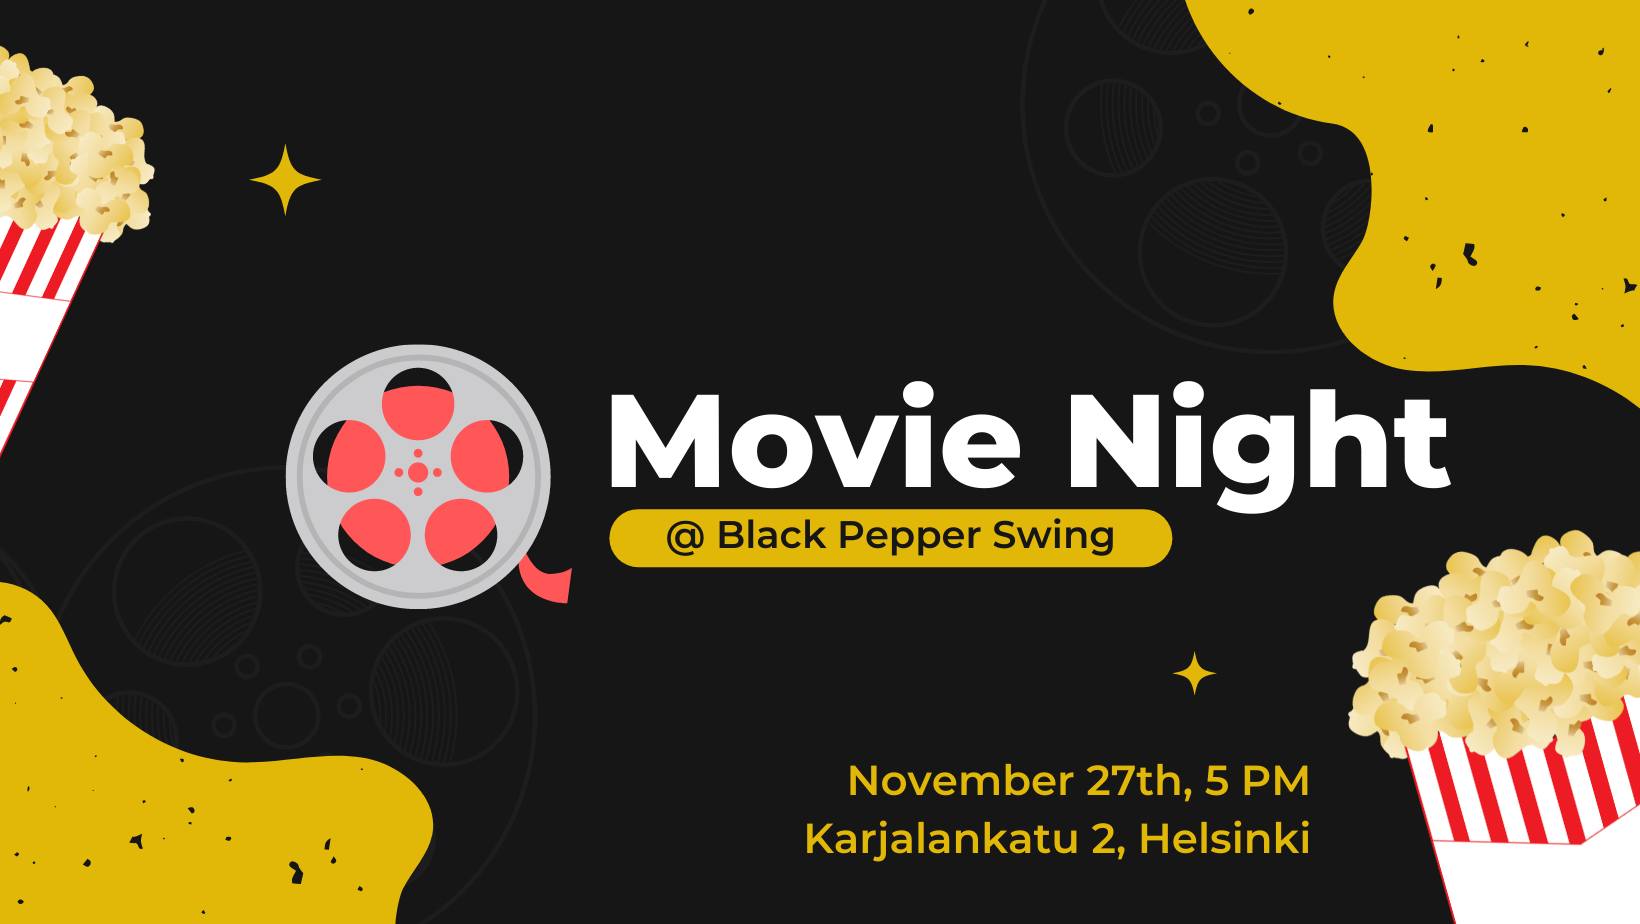 Movie Night
@ Black Pepper Swing
November 27th, 5 PM
Karjalankatu 2, Helsinki